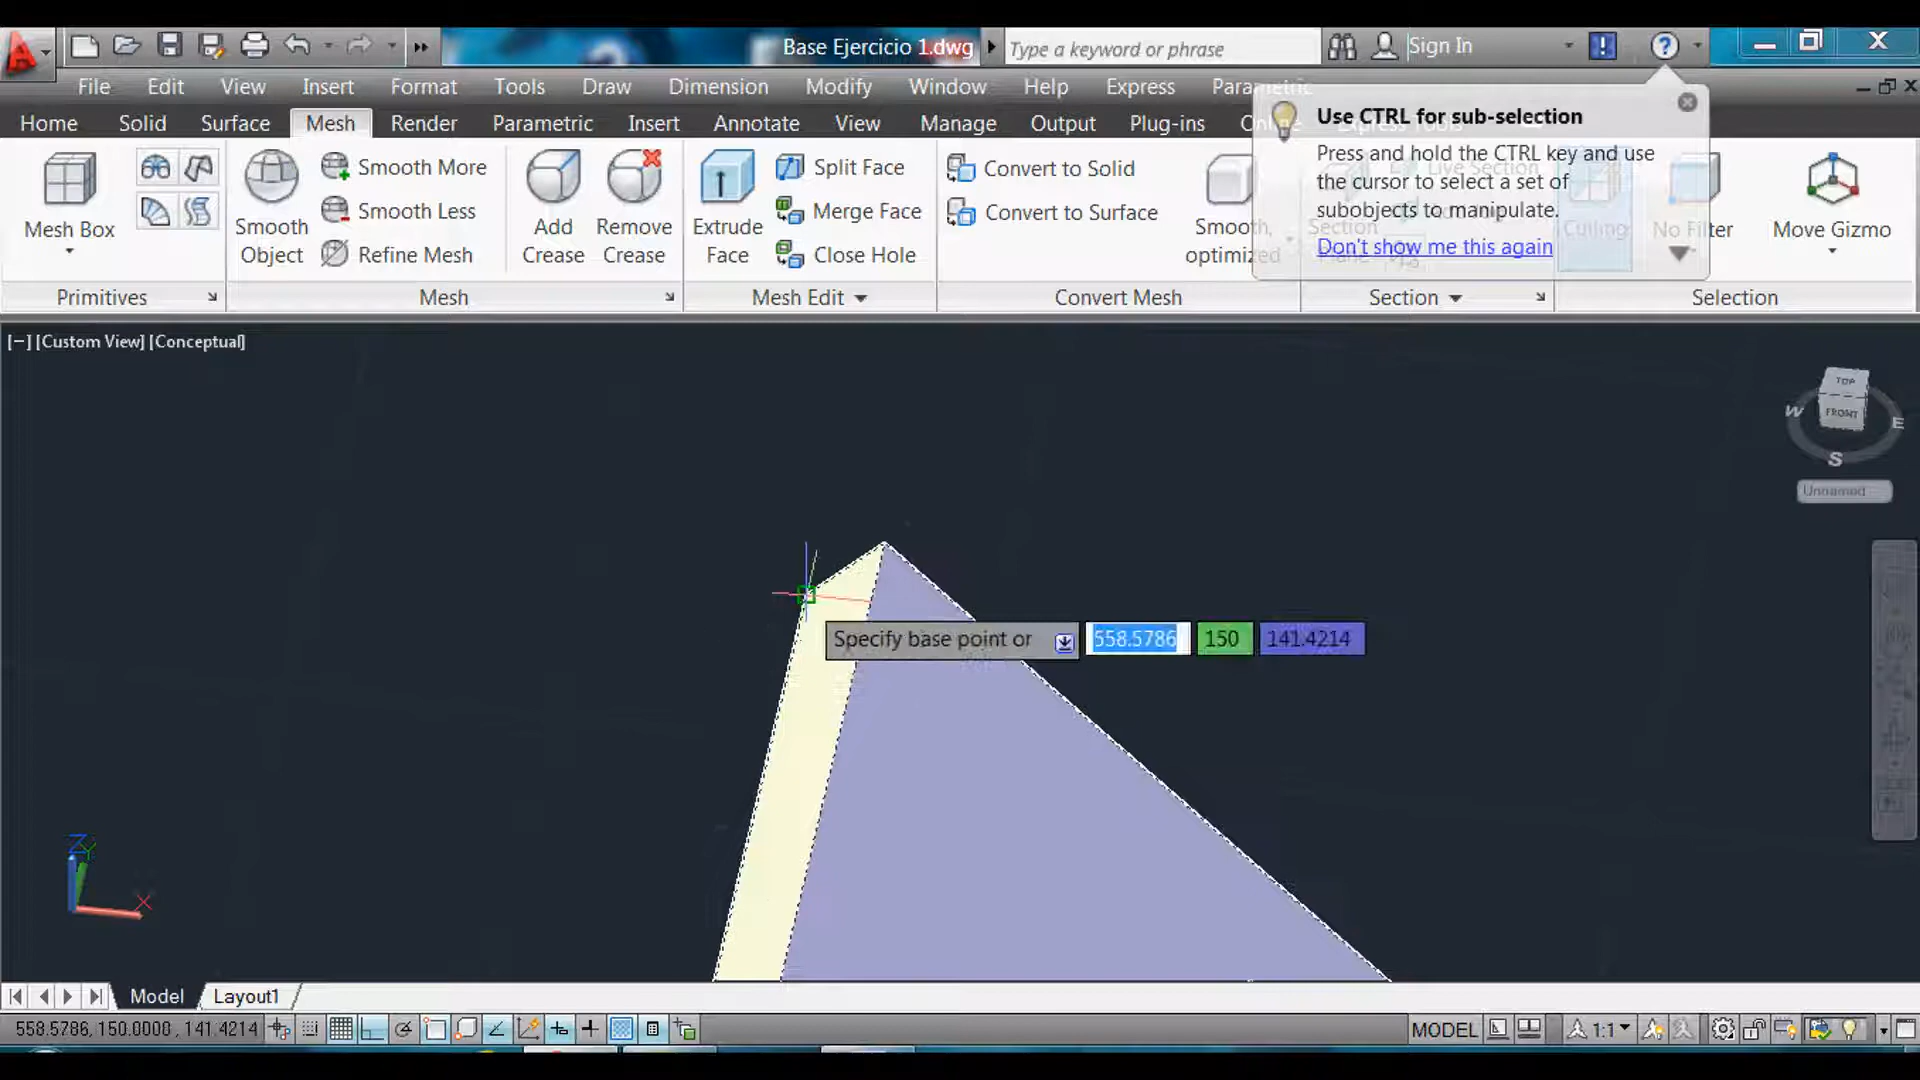 Base Ejercicio 1.dwg
Type a keyword or phrase
Sign In
File Edit View Insert Format Tools Draw Dimension Modify Window Help Express Parametric
Home Solid Surface Mesh Render Parametric Insert Annotate View Manage Output Plug-ins
Use CTRL for sub-selection
Press and hold the CTRL key and use
the cursor to select a set of
subobjects to manipulate.
Don't show me this again
Mesh Box
Smooth
Object
Smooth More
Smooth Less
Refine Mesh
Add
Crease
Remove
Crease
Extrude
Face
Split Face
Merge Face
Close Hole
Convert to Solid
Convert to Surface
Smooth,
optimized
Section
Culling
No Filter
Move Gizmo
Primitives Mesh Mesh Edit Convert Mesh Section Selection
[−] [Custom View] [Conceptual]
TOP
FRONT
W
E
S
Unnamed
Specify base point or 558.5786 150 141.4214
Z
Y
X
Model Layout1
558.5786, 150.0000 , 141.4214
MODEL
1:1